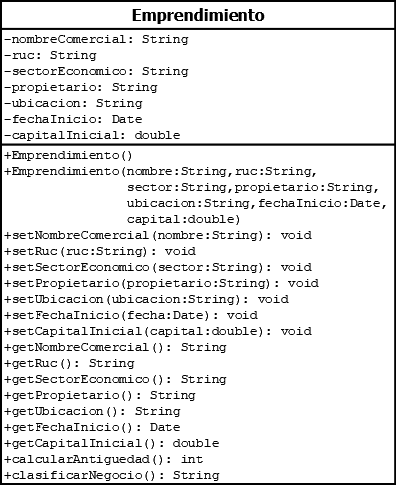 Emprendimiento
-nombreComercial: String
-ruc: String
-sectorEconomico: String
-propietario: String
-ubicacion: String
-fechaInicio: Date
-capitalInicial: double
+Emprendimiento()
+Emprendimiento(nombre:String,ruc:String,
sector:String,propietario:String,
ubicacion:String,fechaInicio:Date,
capital:double)
+setNombreComercial(nombre:String): void
+setRuc(ruc:String): void
+setSectorEconomico(sector:String): void
+setPropietario(propietario:String): void
+setUbicacion(ubicacion:String): void
+setFechaInicio(fecha:Date): void
+setCapitalInicial(capital:double): void
+getNombreComercial(): String
+getRuc(): String
+getSectorEconomico(): String
+getPropietario(): String
+getUbicacion(): String
+getFechaInicio(): Date
+getCapitalInicial(): double
+calcularAntiguedad(): int
+clasificarNegocio(): String